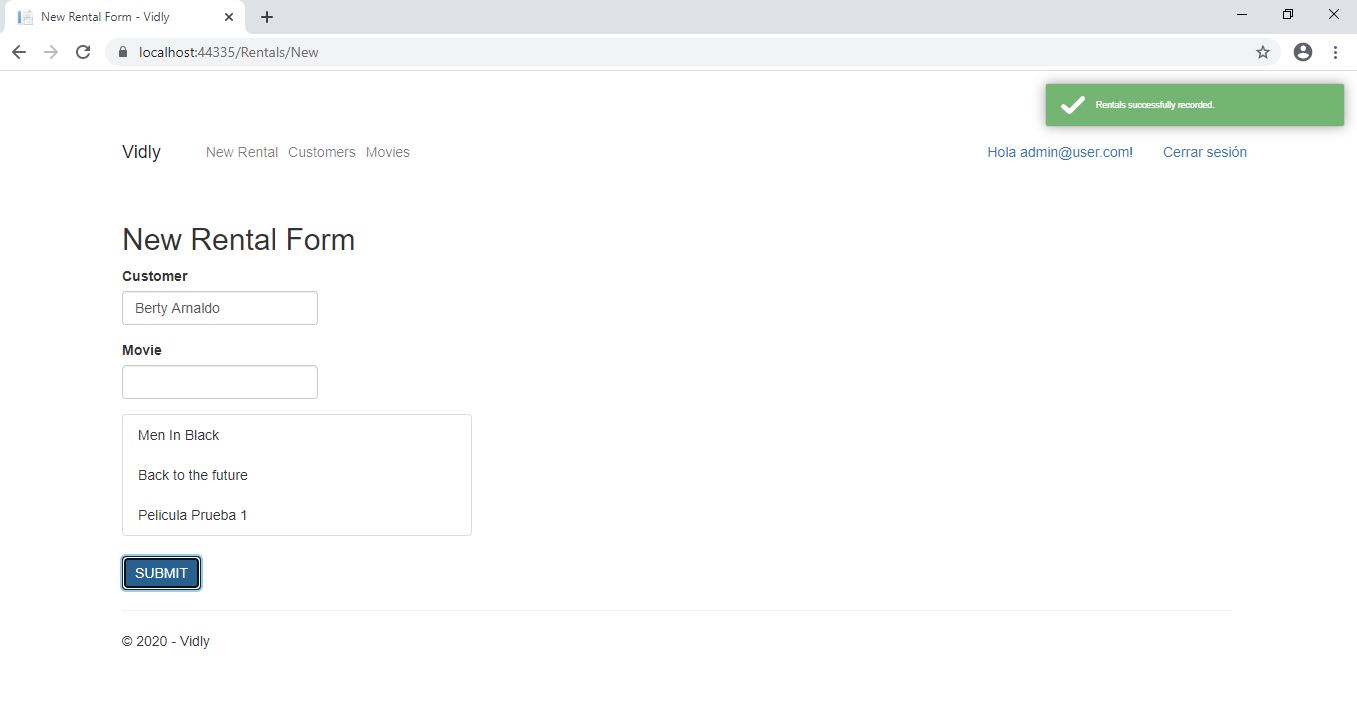 New Rental Form - Vidly
localhost:44335/Rentals/New
Rentals successfully recorded.
Vidly New Rental Customers Movies Hola admin@user.com! Cerrar sesión
New Rental Form
Customer
Berty Arnaldo
Movie
Men In Black
Back to the future
Pelicula Prueba 1
SUBMIT
© 2020 - Vidly